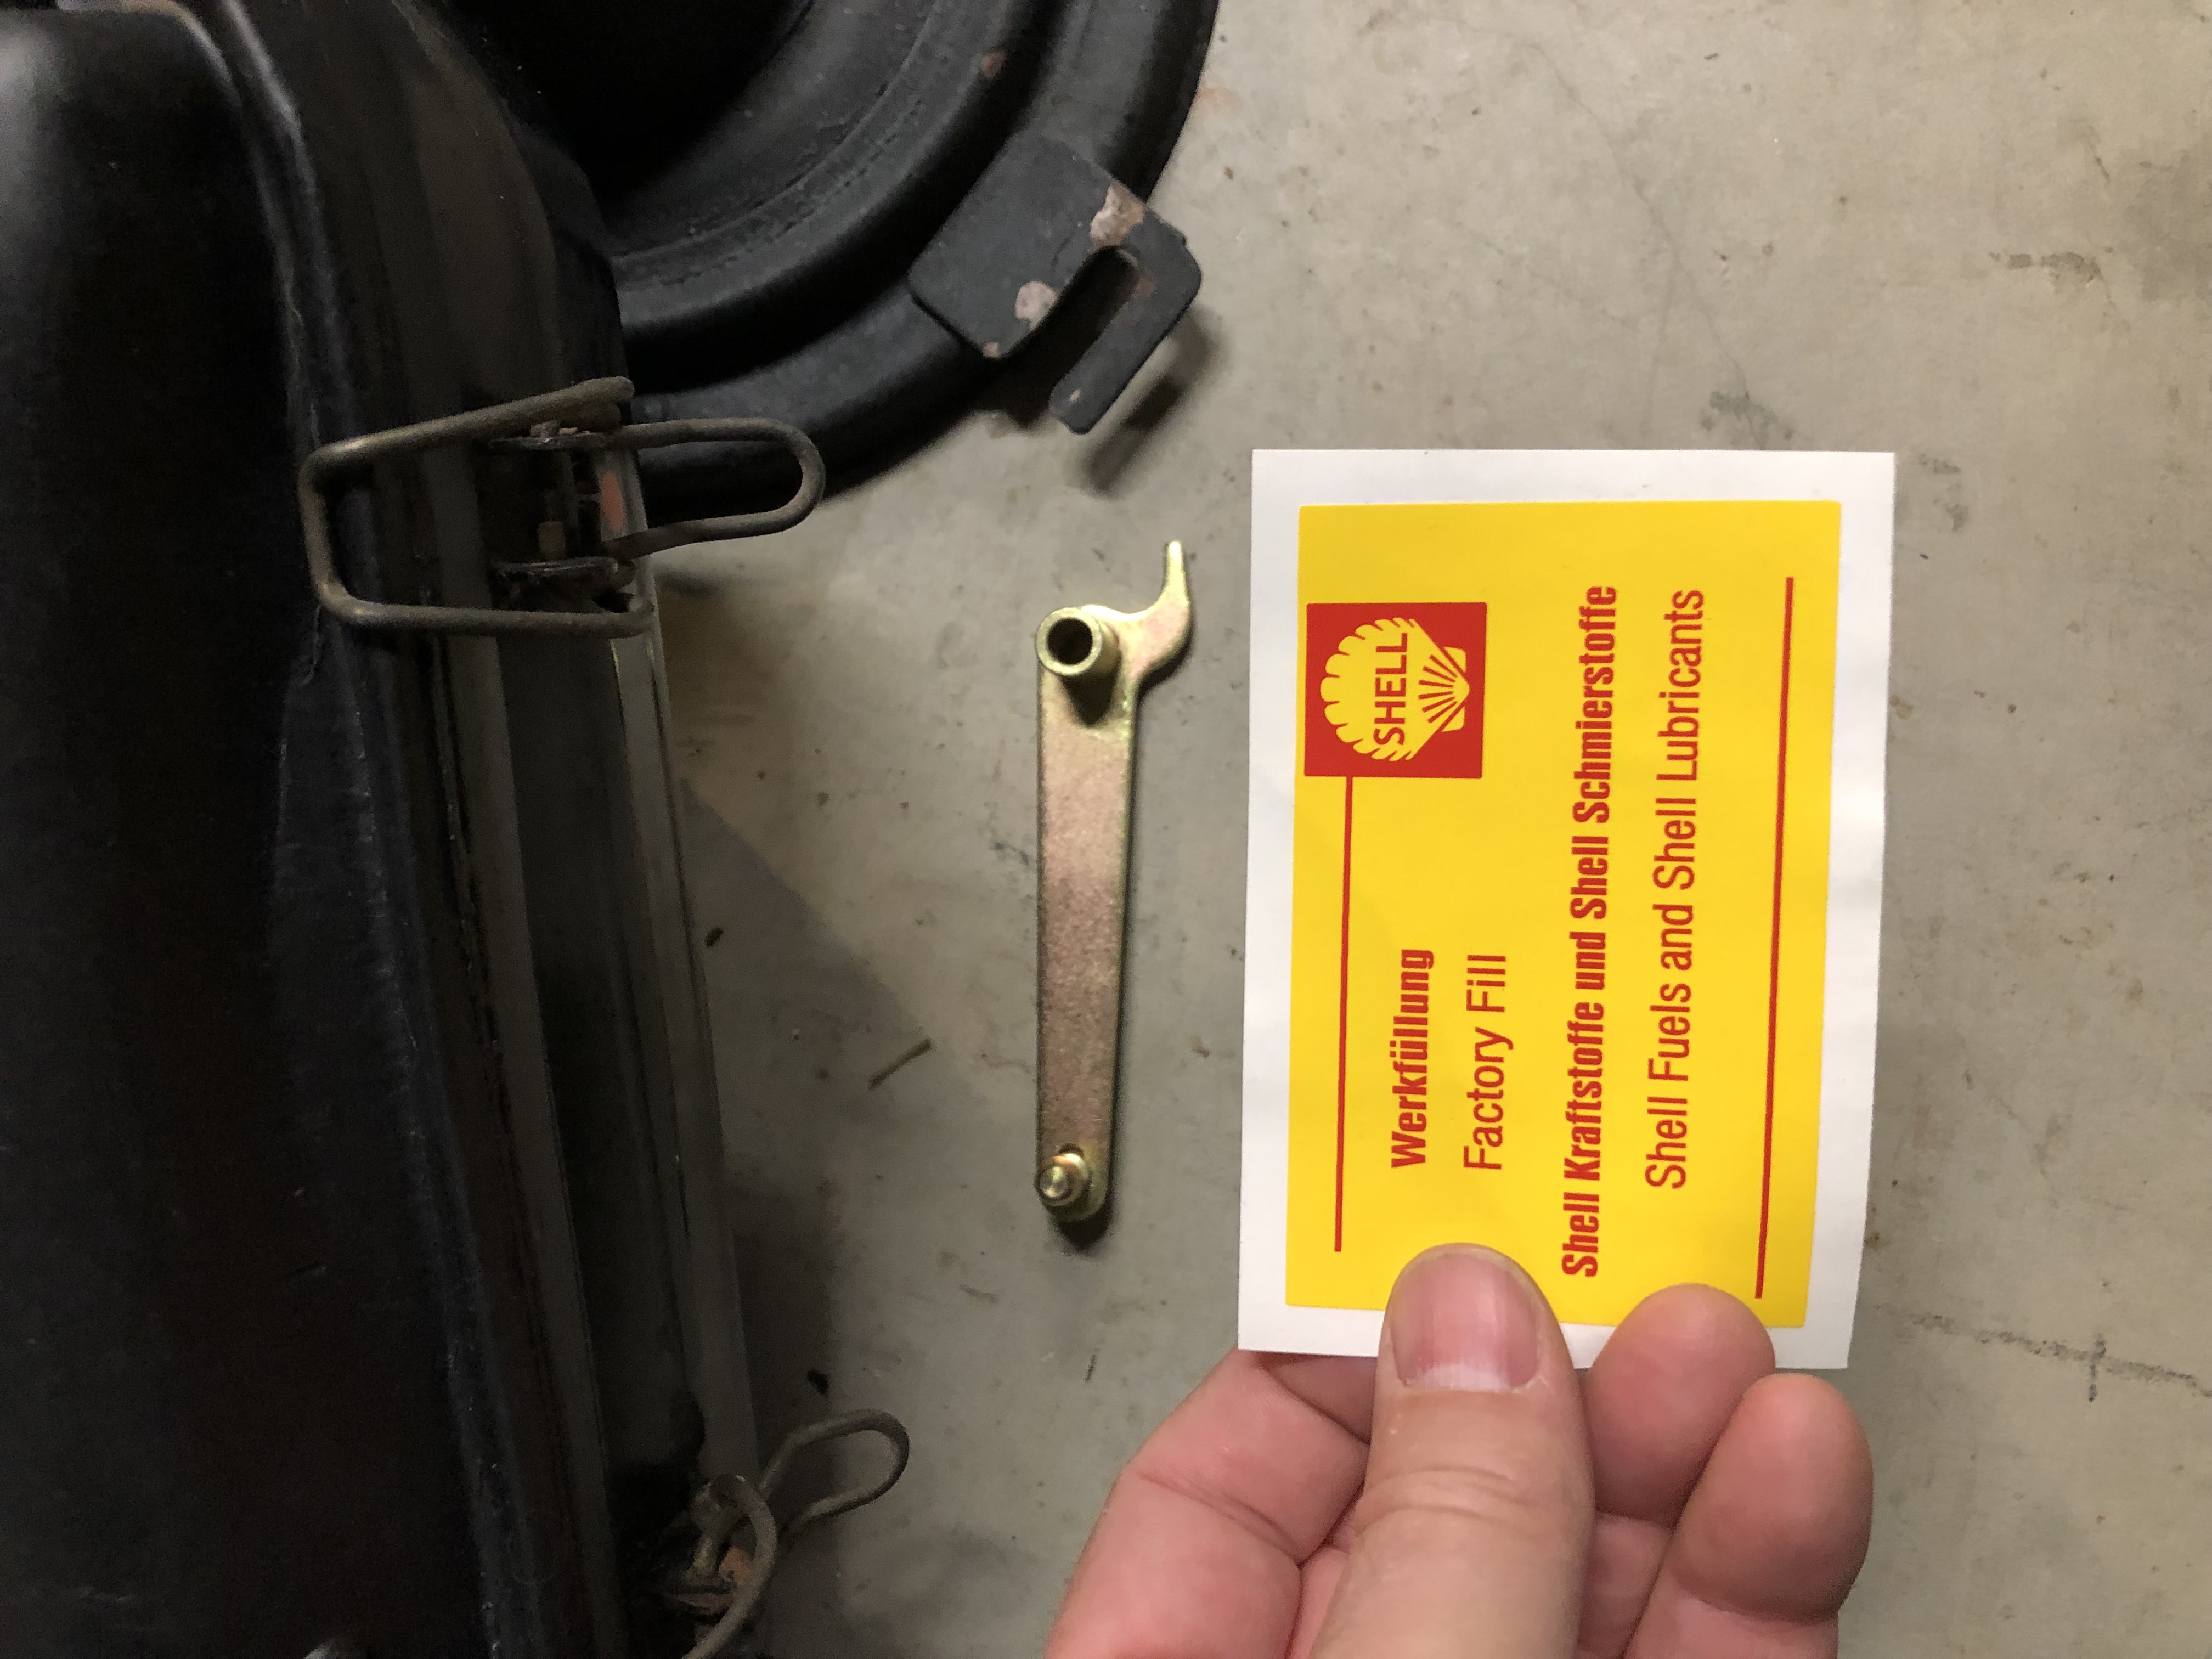 SHELL
Werkfüllung
Factory Fill
Shell Kraftstoffe und Shell Schmierstoffe
Shell Fuels and Shell Lubricants